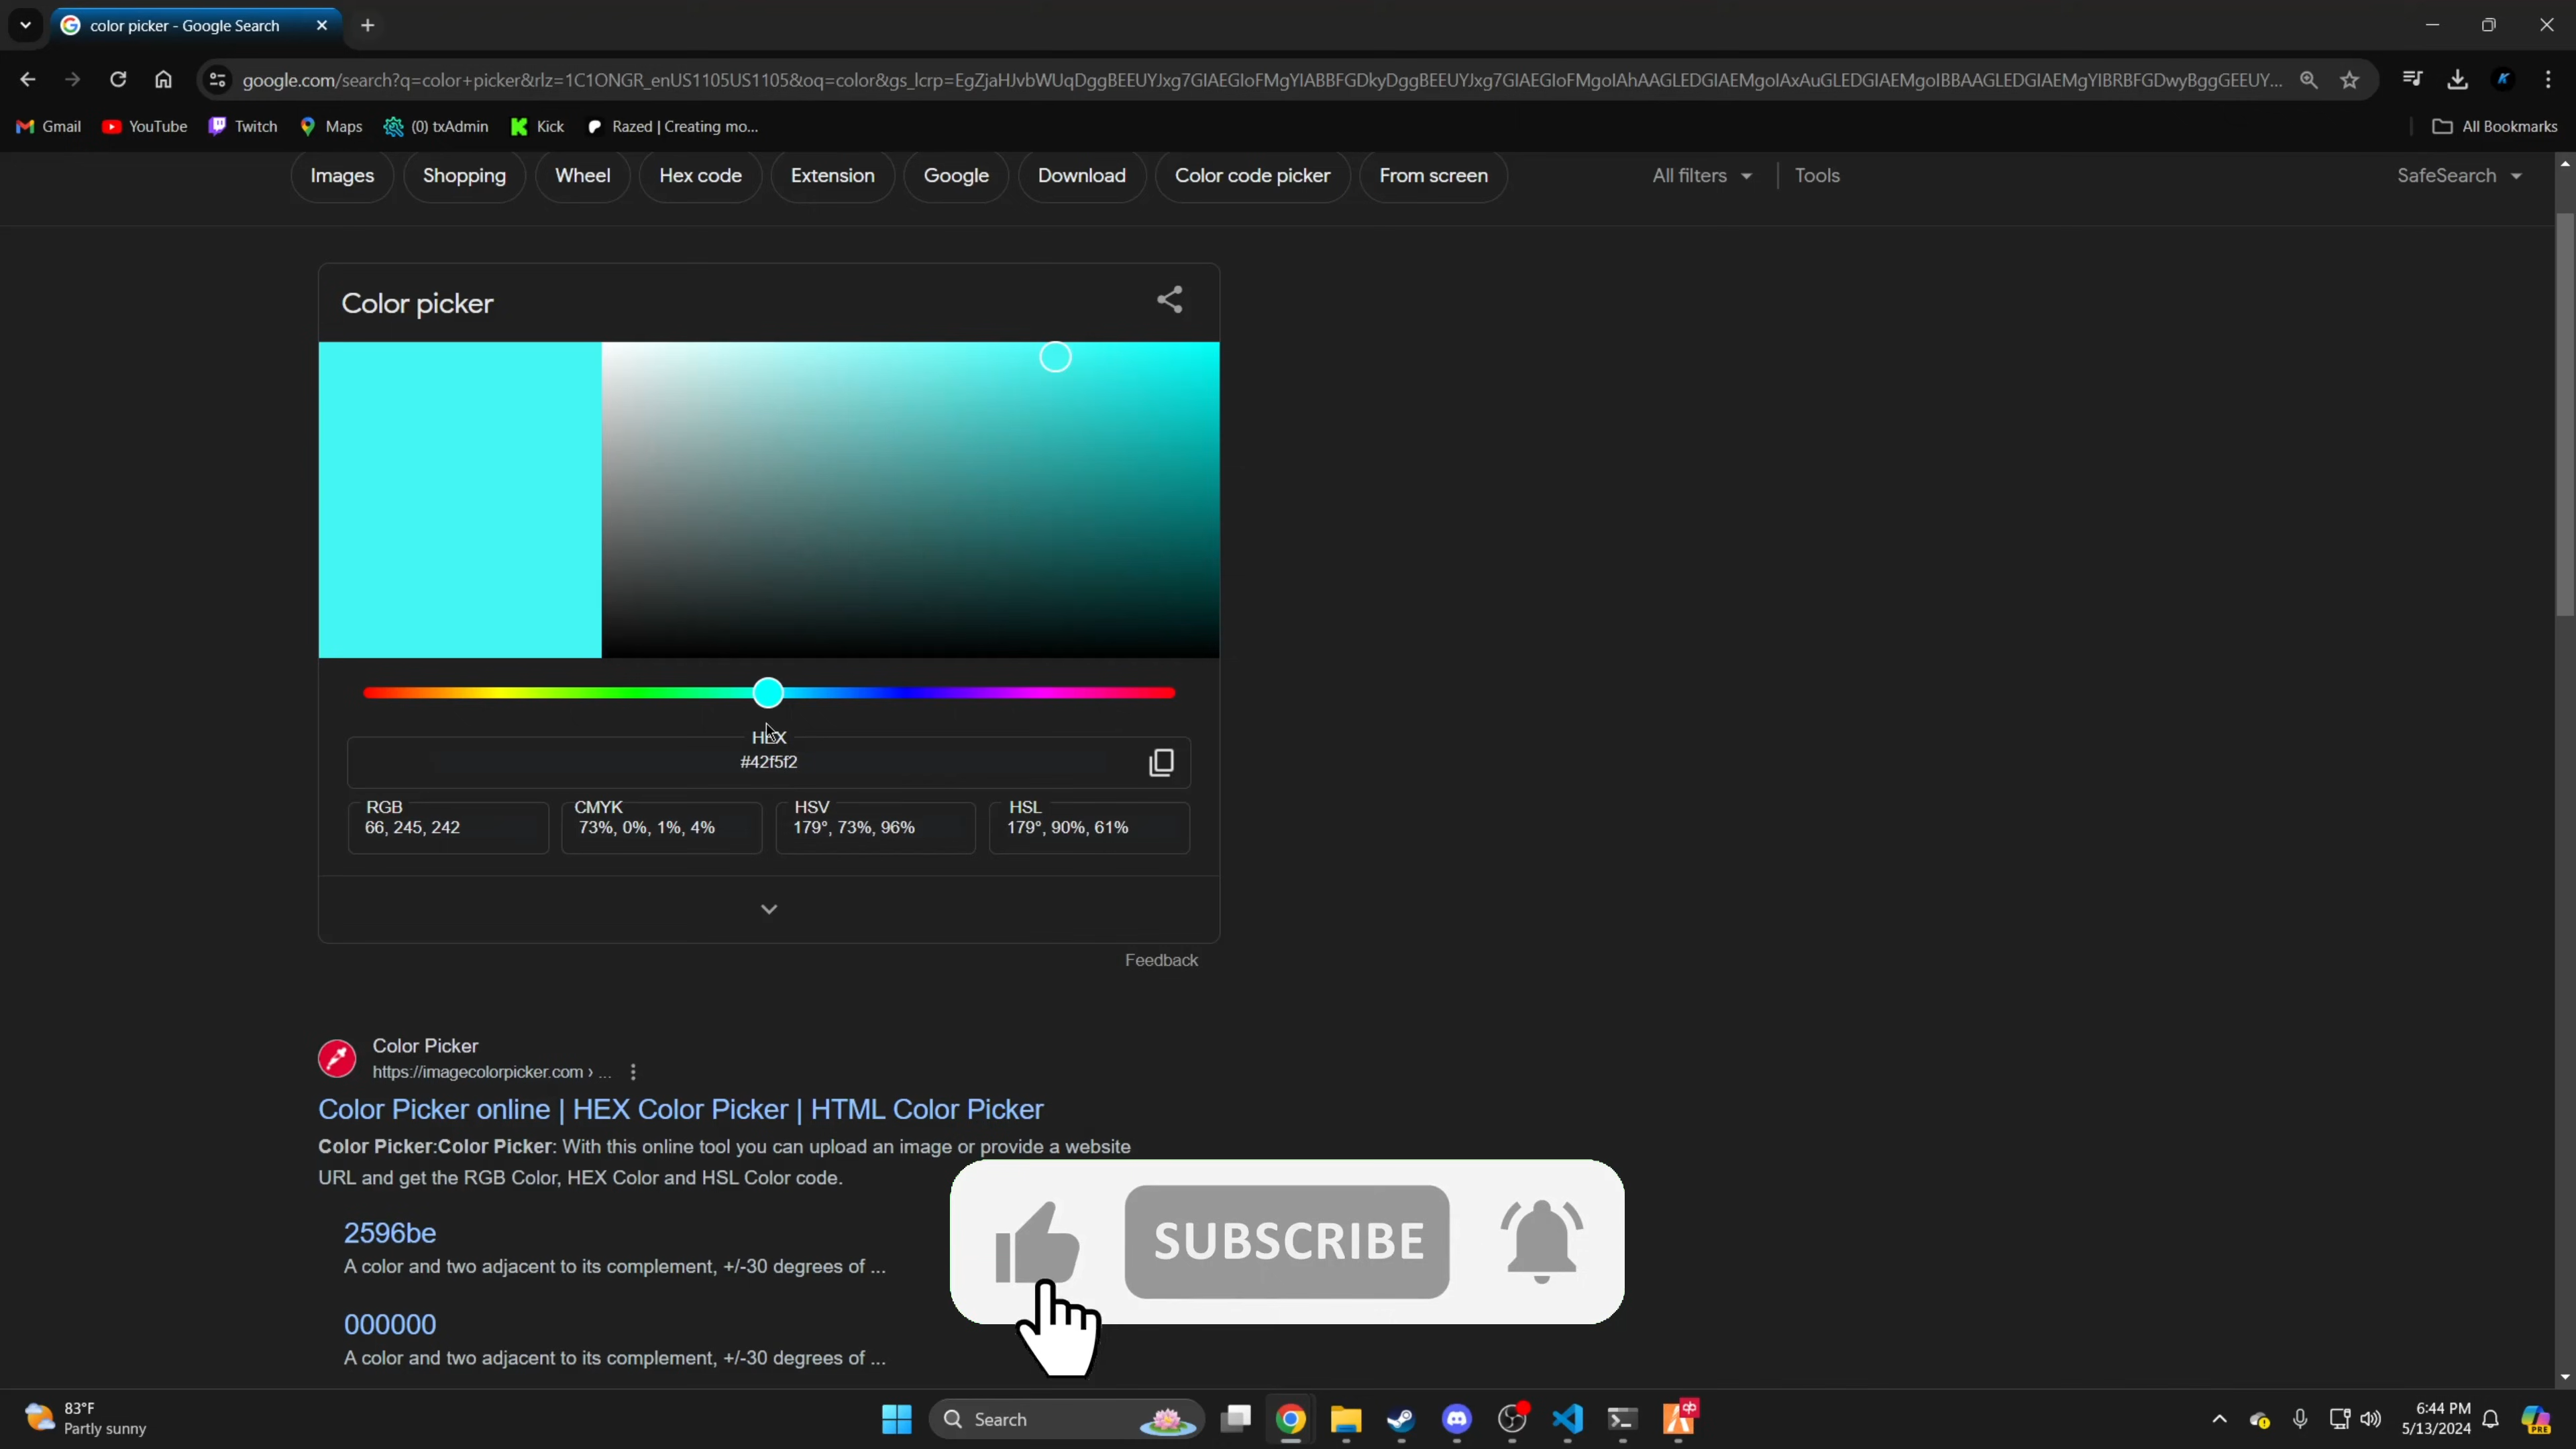 color picker - Google Search
google.com/search?q=color+picker&rlz=1C1ONGR_enUS1105US1105&oq=color&gs_lcrp=EgZjaHJvbWUqDggBEEUYJxg7GIAEGIoFMgYIABBFGDkyDggBEEUYJxg7GIAEGIoFMgoIAhAAGLEDGIAEMgoIAxAuGLEDGIAEMgoIBBAAGLEDGIAEMgYIBRBFGDwyBggGEEUY...
Gmail YouTube Twitch Maps (0) txAdmin Kick Razed | Creating mo... All Bookmarks
Images Shopping Wheel Hex code Extension Google Download Color code picker From screen All filters Tools SafeSearch
Color picker
HEX
#42f5f2
RGB CMYK HSV HSL
66, 245, 242 73%, 0%, 1%, 4% 179°, 73%, 96% 179°, 90%, 61%
Feedback
Color Picker
https://imagecolorpicker.com › ...
Color Picker online | HEX Color Picker | HTML Color Picker
Color Picker:Color Picker: With this online tool you can upload an image or provide a website
URL and get the RGB Color, HEX Color and HSL Color code.
2596be
A color and two adjacent to its complement, +/-30 degrees of ...
SUBSCRIBE
000000
A color and two adjacent to its complement, +/-30 degrees of ...
83°F
Partly sunny
Search
qb
6:44 PM
5/13/2024
PRE